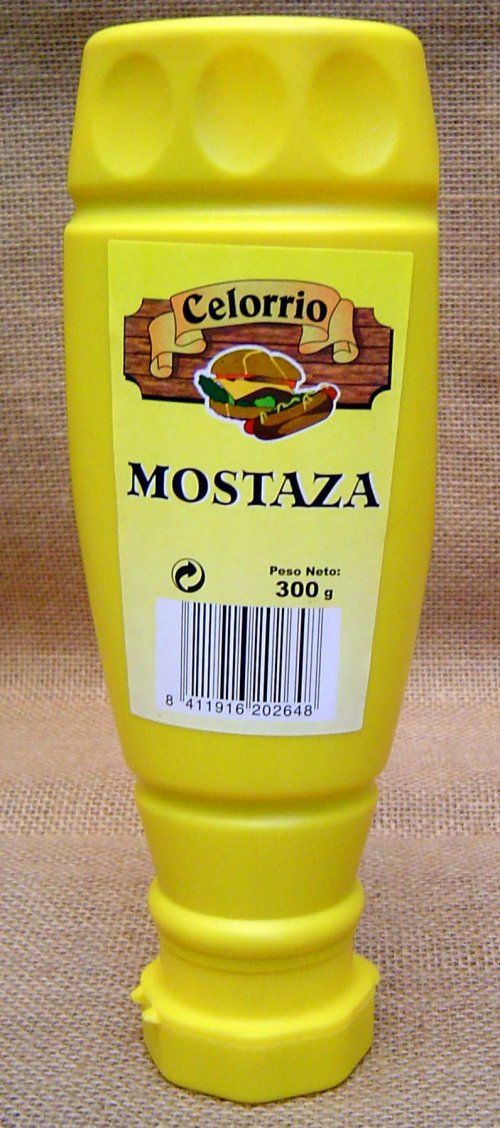 Celorrio
MOSTAZA
Peso Neto:
300 g
8 411916 202648